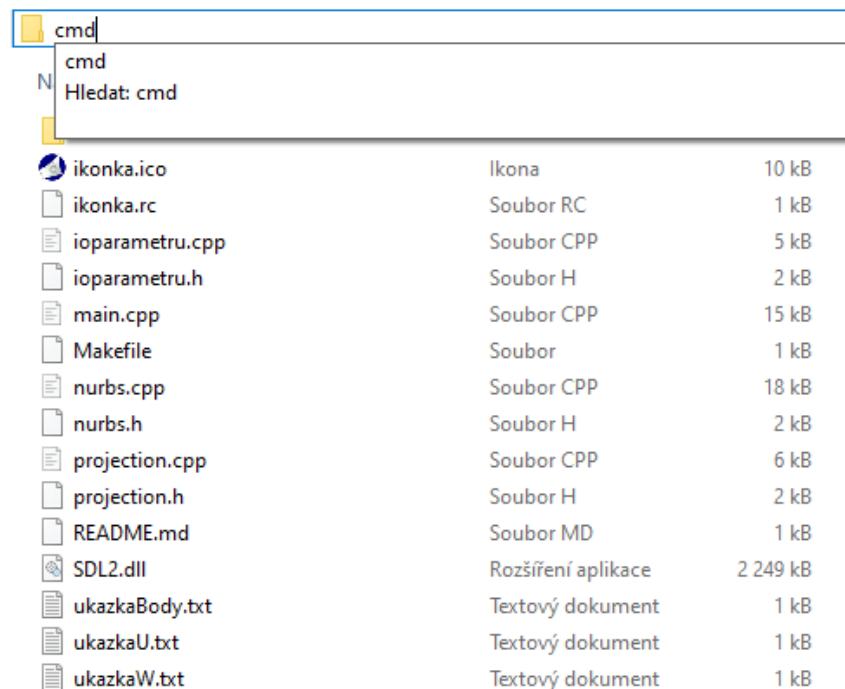 cmd
cmd
Hledat: cmd
ikonka.ico Ikona 10 kB
ikonka.rc Soubor RC 1 kB
ioparametru.cpp Soubor CPP 5 kB
ioparametru.h Soubor H 2 kB
main.cpp Soubor CPP 15 kB
Makefile Soubor 1 kB
nurbs.cpp Soubor CPP 18 kB
nurbs.h Soubor H 2 kB
projection.cpp Soubor CPP 6 kB
projection.h Soubor H 2 kB
README.md Soubor MD 1 kB
SDL2.dll Rozšíření aplikace 2 249 kB
ukazkaBody.txt Textový dokument 1 kB
ukazkaU.txt Textový dokument 1 kB
ukazkaW.txt Textový dokument 1 kB